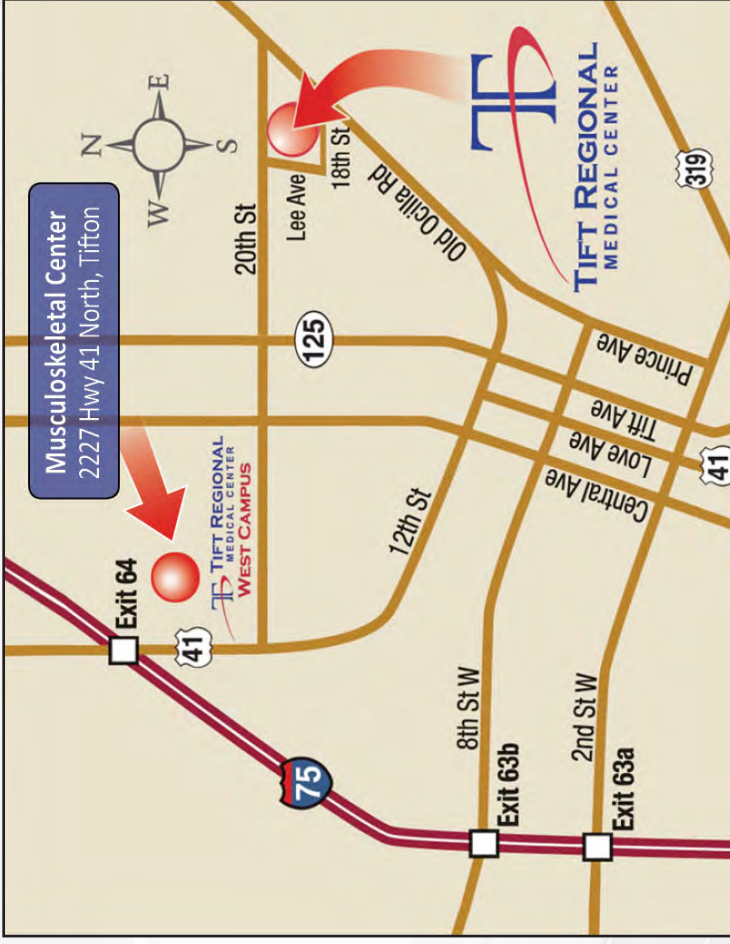 Musculoskeletal Center
2227 Hwy 41 North, Tifton
N
W
E
S
Exit 64
41
TIFT REGIONAL
MEDICAL CENTER
WEST CAMPUS
20th St
Lee Ave
18th St
Old Ocilla Rd
TIFT REGIONAL
MEDICAL CENTER
125
75
12th St
319
Prince Ave
Tift Ave
Love Ave
Central Ave
41
8th St W
Exit 63b
2nd St W
Exit 63a